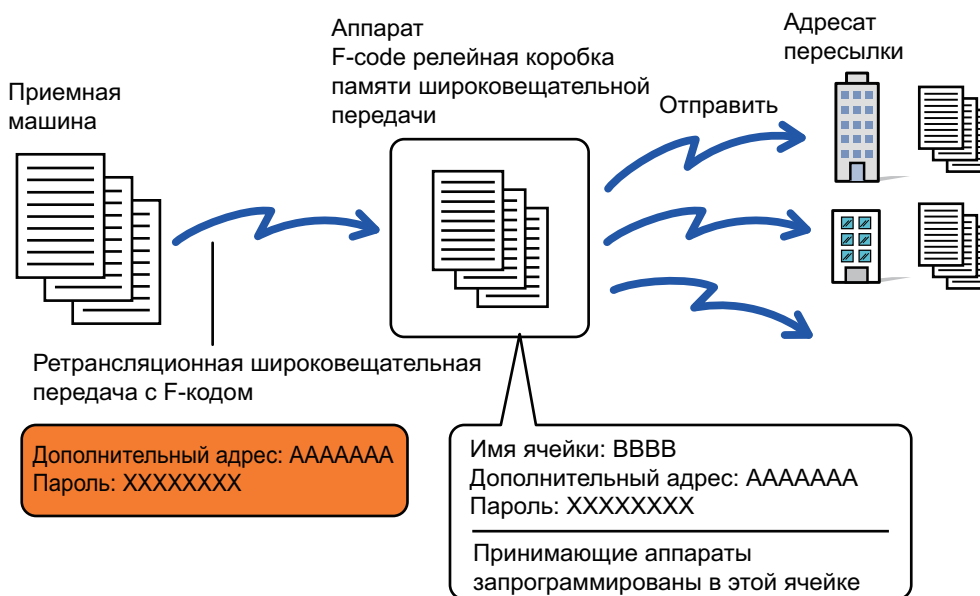 Приемная
машина
Аппарат
F-code релейная коробка
памяти широковещательной
передачи
Отправить
Адресат
пересылки
Ретрансляционная широковещательная
передача с F-кодом
Дополнительный адрес: AAAAAAA
Пароль: XXXXXXXX
Имя ячейки: BBBB
Дополнительный адрес: AAAAAAA
Пароль: XXXXXXXX
Принимающие аппараты
запрограммированы в этой ячейке